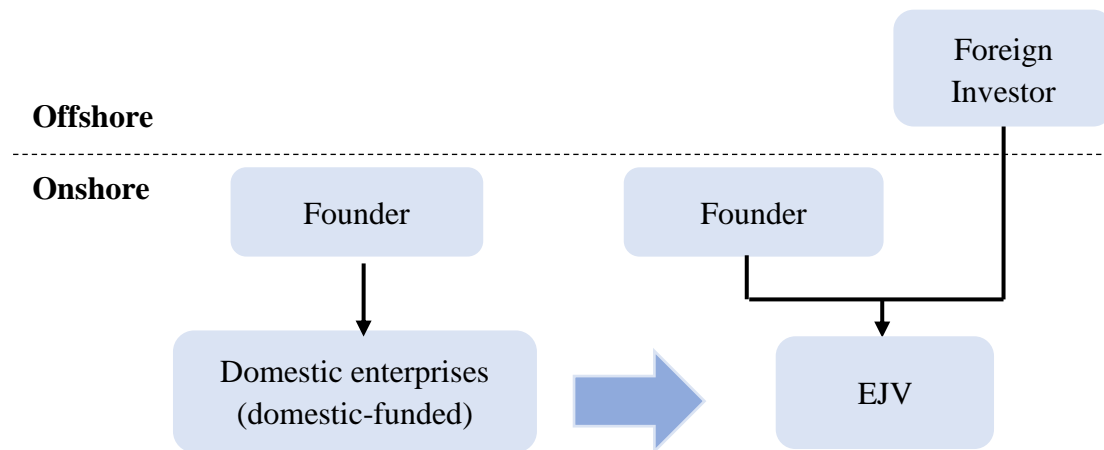 Foreign
Investor
Offshore
Onshore
Founder
Founder
Domestic enterprises
(domestic-funded)
EJV